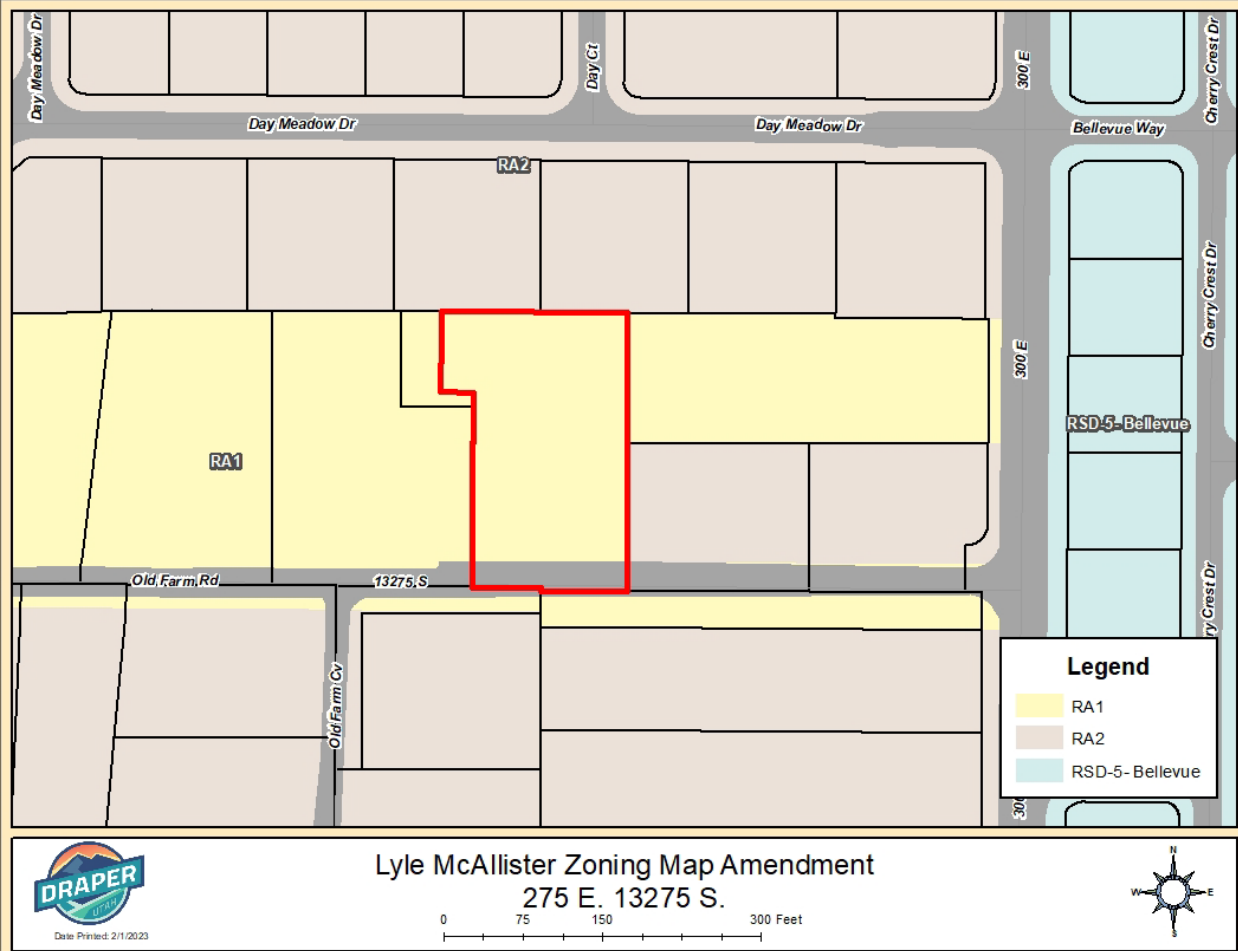 Day Meadow Dr
Day Ct
300 E
Cherry Crest Dr
Day Meadow Dr
Day Meadow Dr
Bellevue Way
RA2
Cherry Crest Dr
300 E
RSD-5- Bellevue
RA1
Old Farm Rd
13275 S
ry Crest Dr
Old Farm Cv
Legend
RA1
RA2
RSD-5- Bellevue
300
DRAPER
UTAH
Date Printed: 2/1/2023
Lyle McAllister Zoning Map Amendment
275 E. 13275 S.
0 75 150 300 Feet
N
W E
S